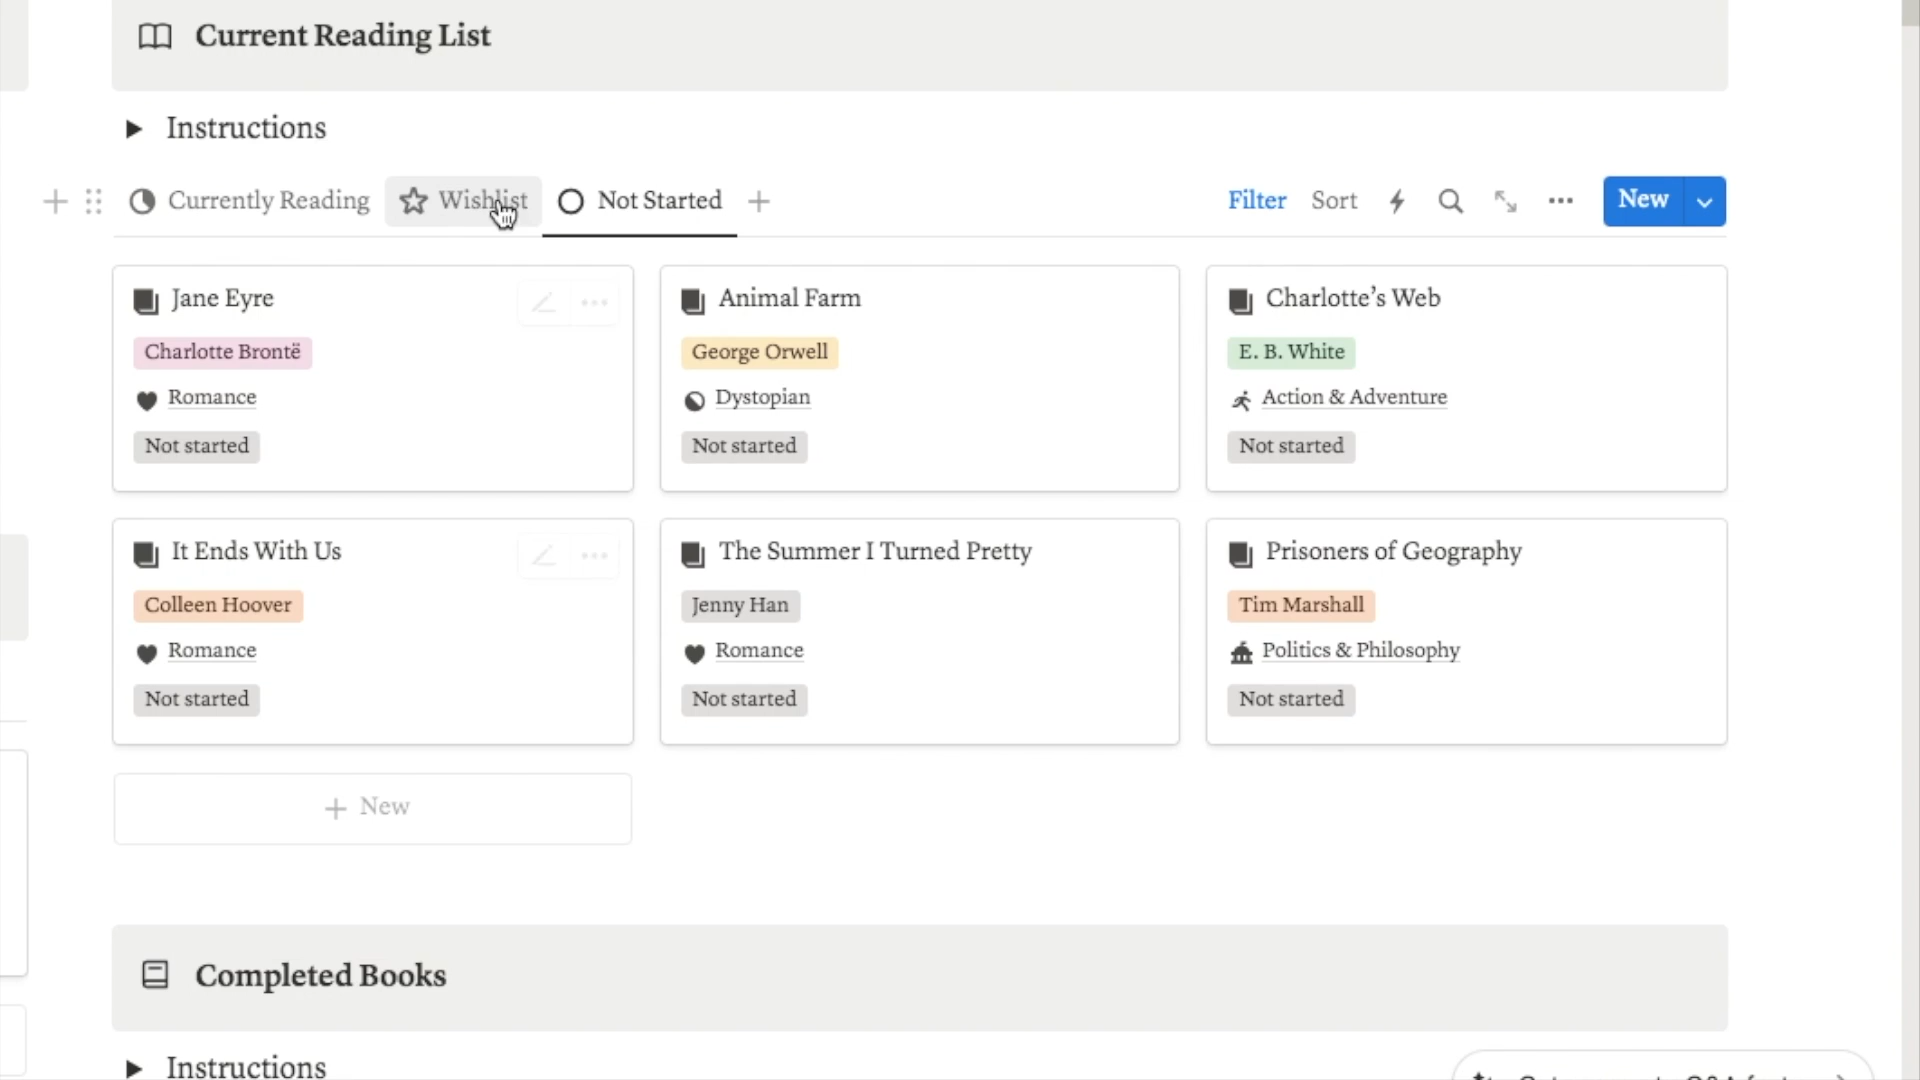 Current Reading List
Instructions
Currently Reading Wishlist Not Started Filter Sort New
Jane Eyre Animal Farm Charlotte's Web
Charlotte Brontë George Orwell E. B. White
Romance Dystopian Action & Adventure
Not started Not started Not started
It Ends With Us The Summer I Turned Pretty Prisoners of Geography
Colleen Hoover Jenny Han Tim Marshall
Romance Romance Politics & Philosophy
Not started Not started Not started
New
Completed Books
Instructions